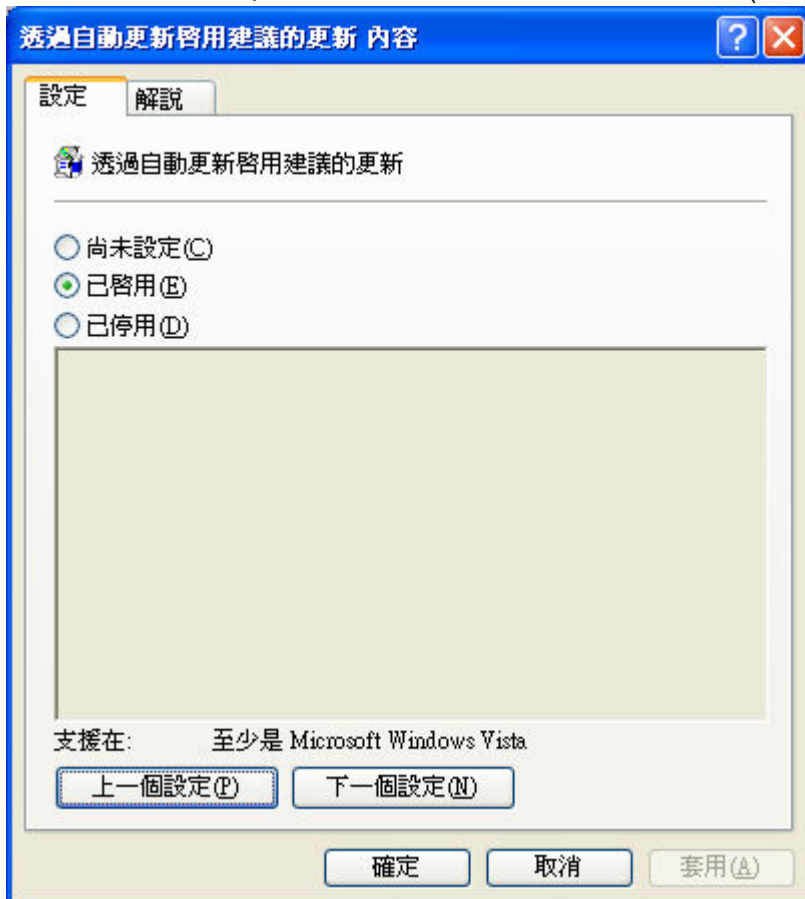 透過自動更新啓用建議的更新 內容
設定 解說
透過自動更新啓用建議的更新
尚未設定(C)
已啓用(E)
已停用(D)
支援在: 至少是 Microsoft Windows Vista
上一個設定(P) 下一個設定(N)
確定 取消 套用(A)